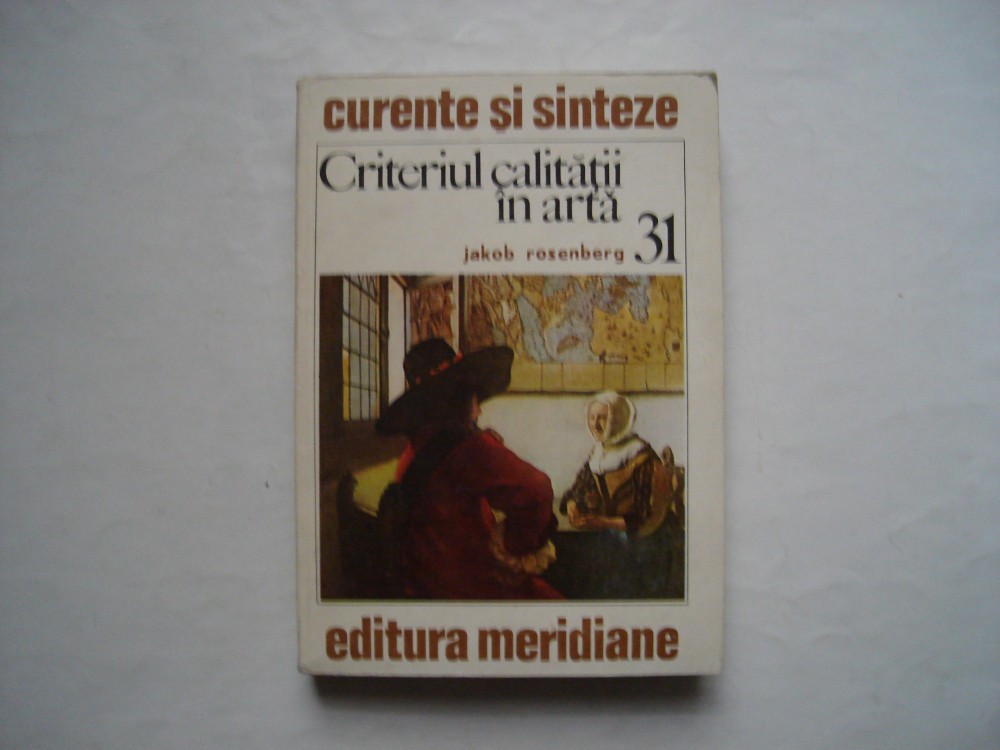 curente și sinteze
Criteriul calității
în artă
jakob rosenberg 31
editura meridiane